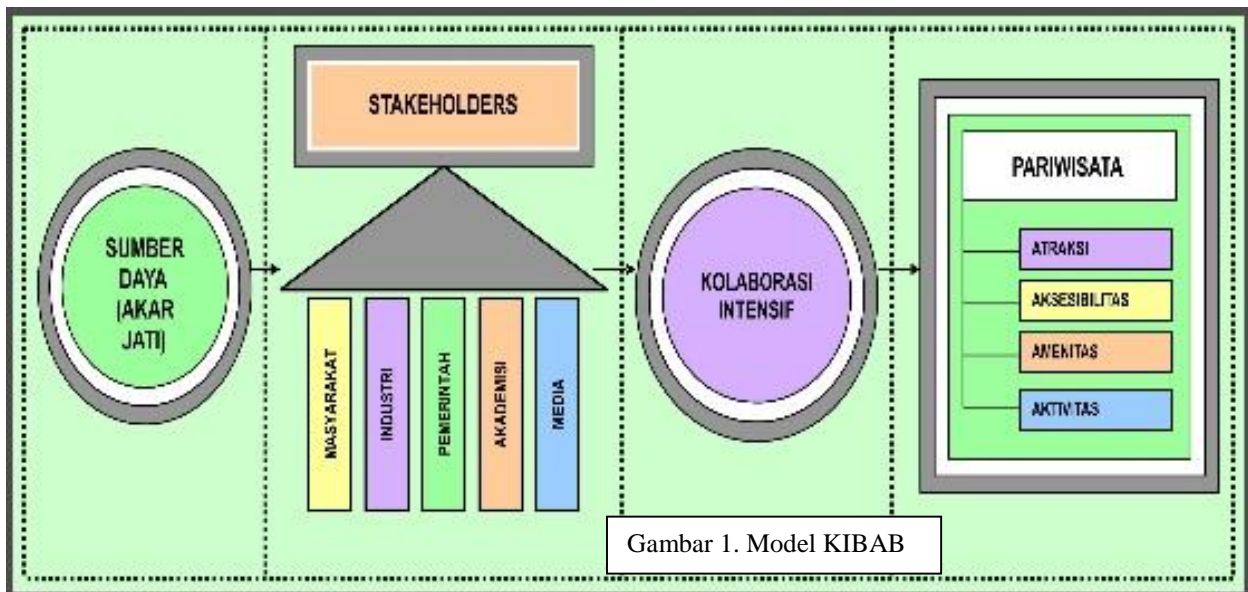 SUMBER
DAYA
(AKAR
JATI)
STAKEHOLDERS
MASYARAKAT
INDUSTRI
PEMERINTAH
AKADEMISI
MEDIA
KOLABORASI
INTENSIF
PARIWISATA
ATRAKSI
AKSESIBILITAS
AMENITAS
AKTIVITAS
Gambar 1. Model KIBAB